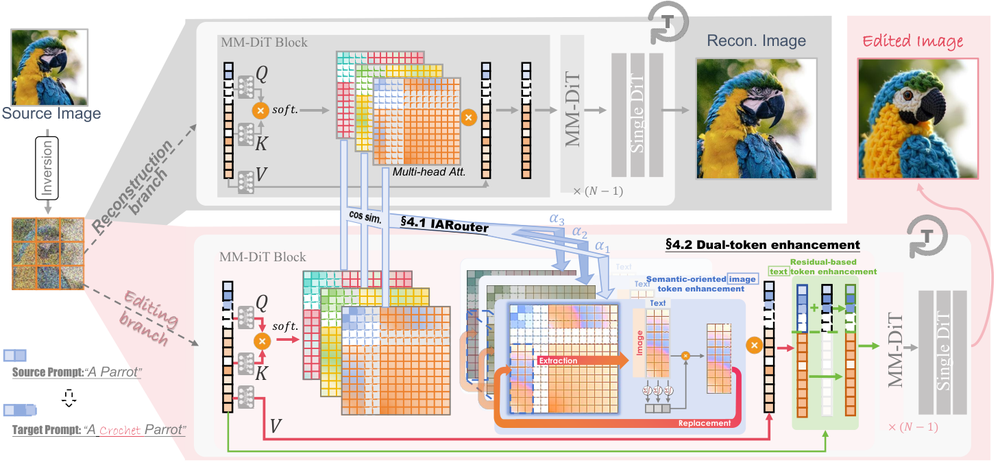 Source Image
Inversion
Reconstruction
branch
Editing
branch
Source Prompt: “A Parrot”
Target Prompt: “A Crochet Parrot”
MM-DiT Block
Q
K
V
soft.
Multi-head Att.
MM-DiT
Single DiT
× (N − 1)
T
Recon. Image
Edited Image
cos sim.
§4.1 IARouter
α3
α2
α1
§4.2 Dual-token enhancement
MM-DiT Block
Q
K
V
soft.
Text
Text
Semantic-oriented image
token enhancement
Text
Image
Extraction
Replacement
Residual-based
text token enhancement
+
MM-DiT
Single DiT
× (N − 1)
T